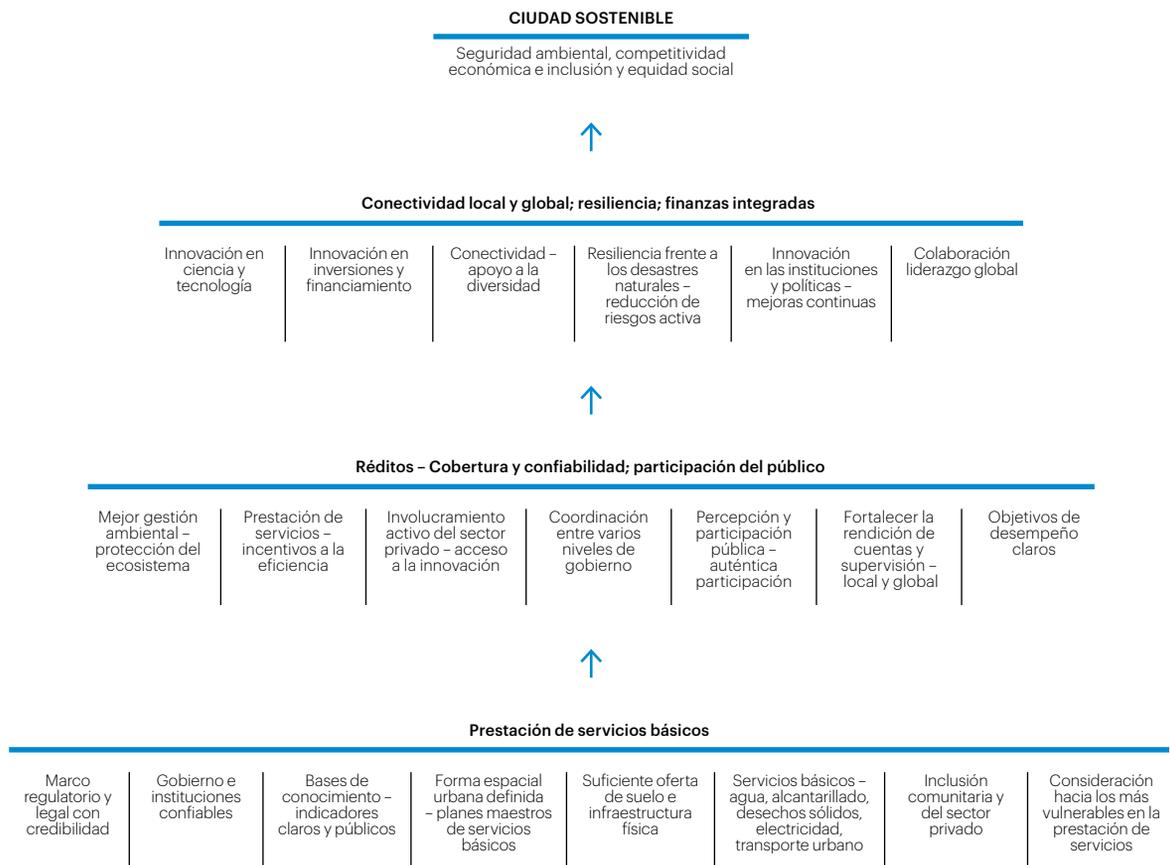 CIUDAD SOSTENIBLE
Seguridad ambiental, competitividad
económica e inclusión y equidad social
Conectividad local y global; resiliencia; finanzas integradas
Innovación en
ciencia y
tecnología
Innovación en
inversiones y
financiamiento
Conectividad –
apoyo a la
diversidad
Resiliencia frente a
los desastres
naturales –
reducción de
riesgos activa
Innovación
en las instituciones
y políticas –
mejoras continuas
Colaboración
liderazgo global
Réditos – Cobertura y confiabilidad; participación del público
Mejor gestión
ambiental –
protección del
ecosistema
Prestación de
servicios –
incentivos a la
eficiencia
Involucramiento
activo del sector
privado – acceso
a la innovación
Coordinación
entre varios
niveles de
gobierno
Percepción y
participación
pública –
auténtica
participación
Fortalecer la
rendición de
cuentas y
supervisión –
local y global
Objetivos de
desempeño
claros
Prestación de servicios básicos
Marco
regulatorio y
legal con
credibilidad
Gobierno e
instituciones
confiables
Bases de
conocimiento –
indicadores
claros y públicos
Forma espacial
urbana definida
– planes maestros
de servicios
básicos
Suficiente oferta
de suelo e
infraestructura
física
Servicios básicos –
agua, alcantarillado,
desechos sólidos,
electricidad,
transporte urbano
Inclusión
comunitaria y
del sector
privado
Consideración
hacia los más
vulnerables en la
prestación de
servicios